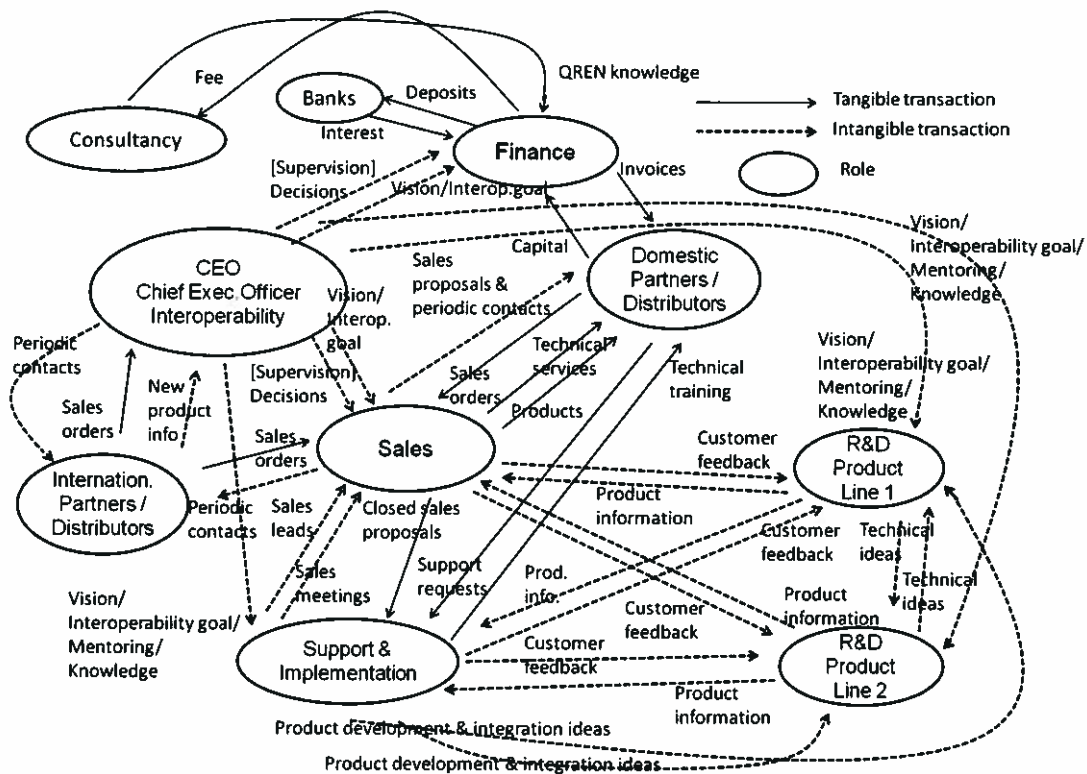 Fee
QREN knowledge
Banks
Deposits
Tangible transaction
Consultancy
Interest
Intangible transaction
Finance
[Supervision]
Decisions
Invoices
Role
Vision/Interop.goal
Vision/
Interoperability goal/
Mentoring/
Knowledge
CEO
Chief Exec.Officer
Interoperability
Capital
Sales
proposals &
periodic contacts
Domestic
Partners /
Distributors
Vision/
Interop.
goal
Periodic
contacts
New
product
info
[Supervision]
Decisions
Technical
services
Sales
orders
Products
Technical
training
Vision/
Interoperability goal/
Mentoring/
Knowledge
Sales
orders
Sales
Sales
orders
Customer
feedback
R&D
Product
Line 1
Internation.
Partners /
Distributors
Periodic
contacts
Sales
leads
Closed sales
proposals
Product
information
Customer
feedback
Technical
ideas
Sales
meetings
Support
requests
Prod.
info.
Technical
ideas
Vision/
Interoperability goal/
Mentoring/
Knowledge
Customer
feedback
Product
information
Support &
Implementation
Customer
feedback
R&D
Product
Line 2
Product
information
Product development & integration ideas
Product development & integration ideas